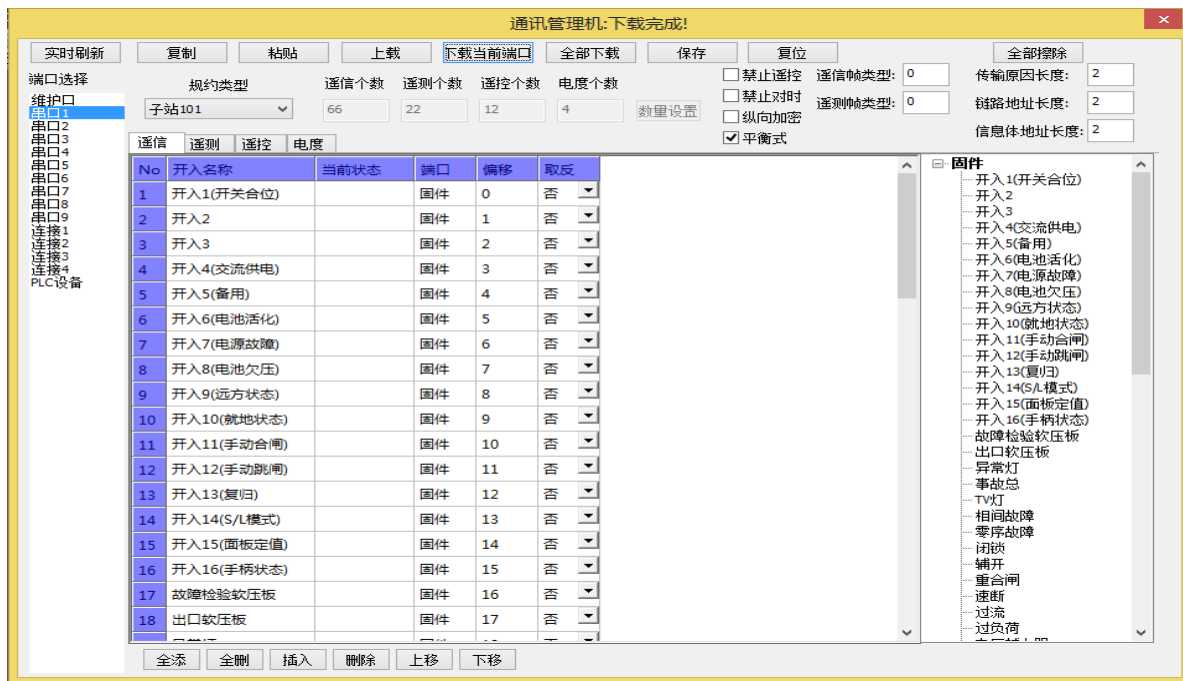 通讯管理机:下载完成!
实时刷新 复制 粘贴 上载 下载当前端口 全部下载 保存 复位 全部擦除
端口选择 规约类型 遥信个数 遥测个数 遥控个数 电度个数 禁止遥控 遥信帧类型: 0 传输原因长度: 2
子站101 66 22 12 4 数量设置 禁止对时 遥测帧类型: 0 链路地址长度: 2
纵向加密
平衡式 信息体地址长度: 2
维护口
串口1
串口2
串口3
串口4
串口5
串口6
串口7
串口8
串口9
连接1
连接2
连接3
连接4
PLC设备
遥信 遥测 遥控 电度
No 开入名称 当前状态 端口 偏移 取反
1 开入1(开关合位) 固件 0 否
2 开入2 固件 1 否
3 开入3 固件 2 否
4 开入4(交流供电) 固件 3 否
5 开入5(备用) 固件 4 否
6 开入6(电池活化) 固件 5 否
7 开入7(电源故障) 固件 6 否
8 开入8(电池欠压) 固件 7 否
9 开入9(远方状态) 固件 8 否
10 开入10(就地状态) 固件 9 否
11 开入11(手动合闸) 固件 10 否
12 开入12(手动跳闸) 固件 11 否
13 开入13(复归) 固件 12 否
14 开入14(S/L模式) 固件 13 否
15 开入15(面板定值) 固件 14 否
16 开入16(手柄状态) 固件 15 否
17 故障检验软压板 固件 16 否
18 出口软压板 固件 17 否
固件
开入1(开关合位)
开入2
开入3
开入4(交流供电)
开入5(备用)
开入6(电池活化)
开入7(电源故障)
开入8(电池欠压)
开入9(远方状态)
开入10(就地状态)
开入11(手动合闸)
开入12(手动跳闸)
开入13(复归)
开入14(S/L模式)
开入15(面板定值)
开入16(手柄状态)
故障检验软压板
出口软压板
异常灯
事故总
TV灯
相间故障
零序故障
闭锁
辅开
重合闸
速断
过流
过负荷
全添 全删 插入 删除 上移 下移